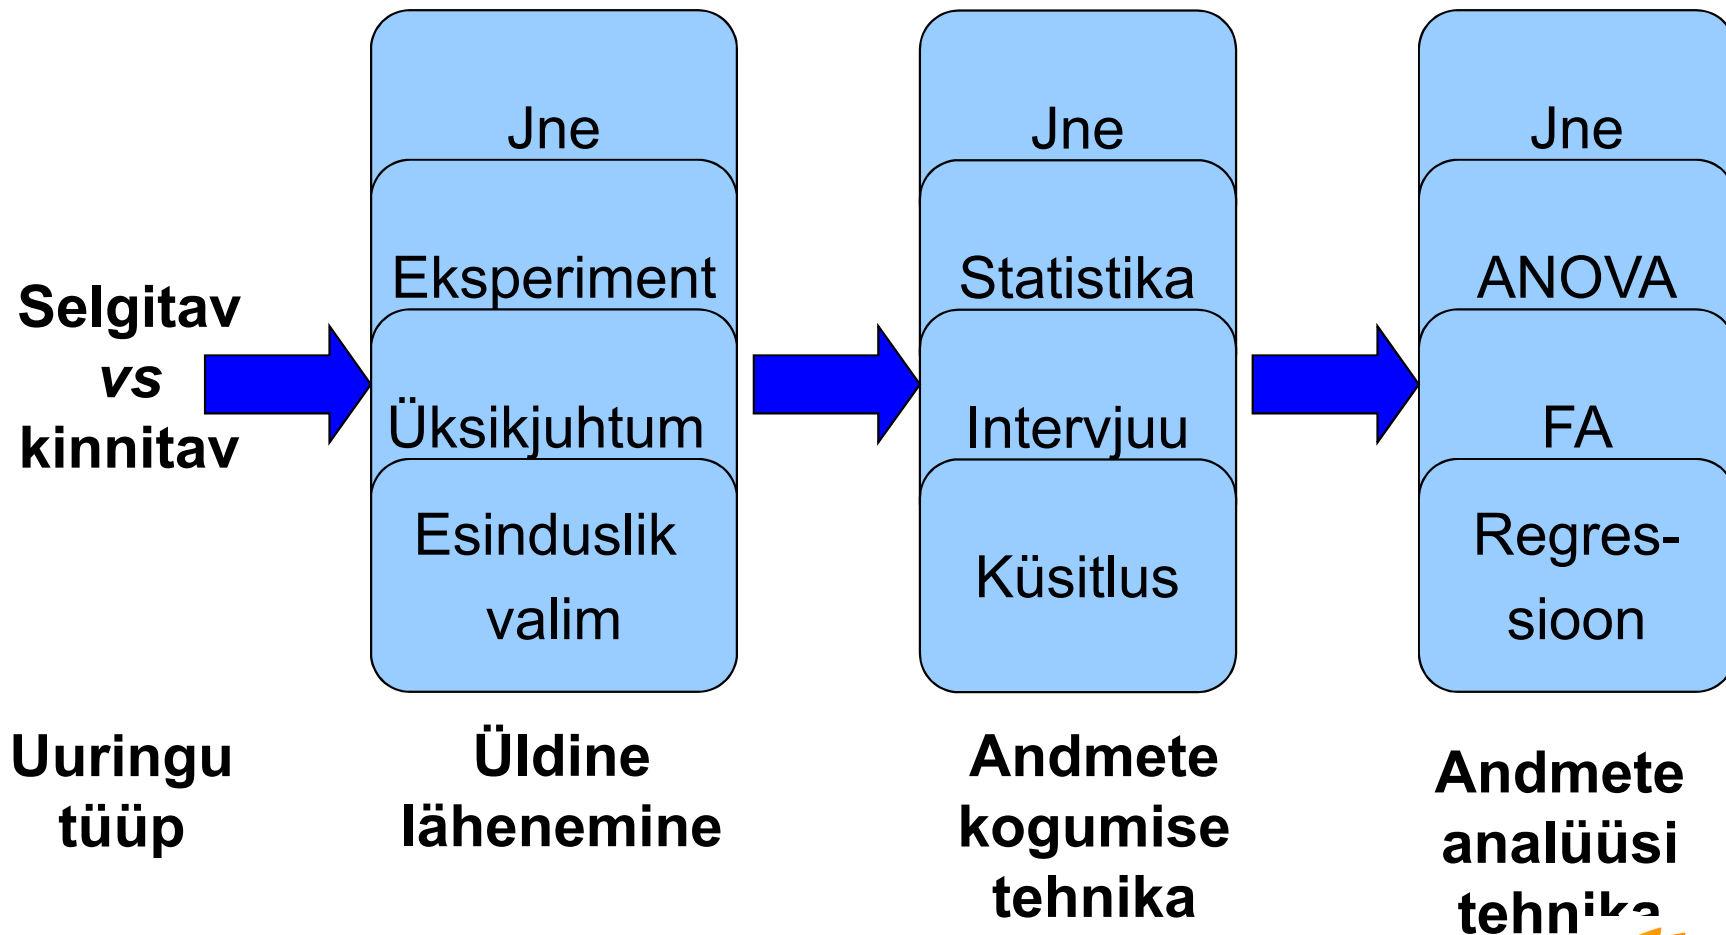 Selgitav
vs
kinnitav
Uuringu
tüüp
Jne
Eksperiment
Üksikjuhtum
Esinduslik
valim
Üldine
lähenemine
Jne
Statistika
Intervjuu
Küsitlus
Andmete
kogumise
tehnika
Jne
ANOVA
FA
Regres-
sioon
Andmete
analüüsi
tehnika